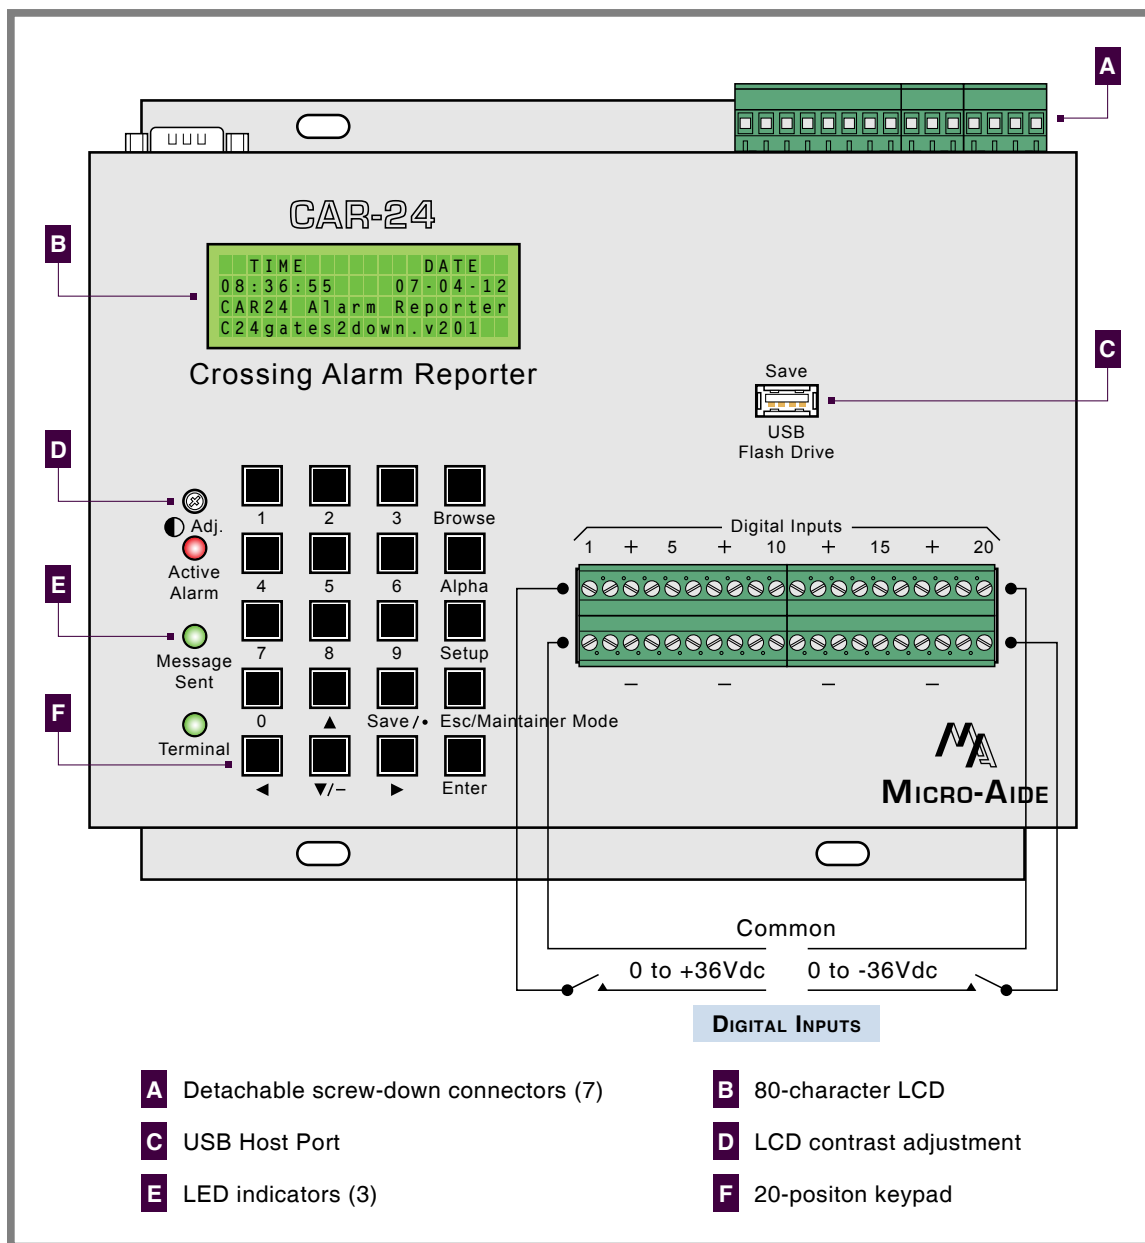 A
CAR-24
B
TIME DATE
08:36:55 07-04-12
CAR24 Alarm Reporter
C24gates2down.v201
Crossing Alarm Reporter
C
Save
USB
Flash Drive
D
Adj.
1 2 3 Browse
Active
Alarm
4 5 6 Alpha
E
Message
Sent
7 8 9 Setup
F
0 ▲ Save/• Esc/Maintainer Mode
Terminal
◄ ▼/– ► Enter
Digital Inputs
1 + 5 + 10 + 15 + 20
– – – –
MA
MICRO-AIDE
Common
0 to +36Vdc 0 to -36Vdc
DIGITAL INPUTS
A Detachable screw-down connectors (7)
B 80-character LCD
C USB Host Port
D LCD contrast adjustment
E LED indicators (3)
F 20-positon keypad